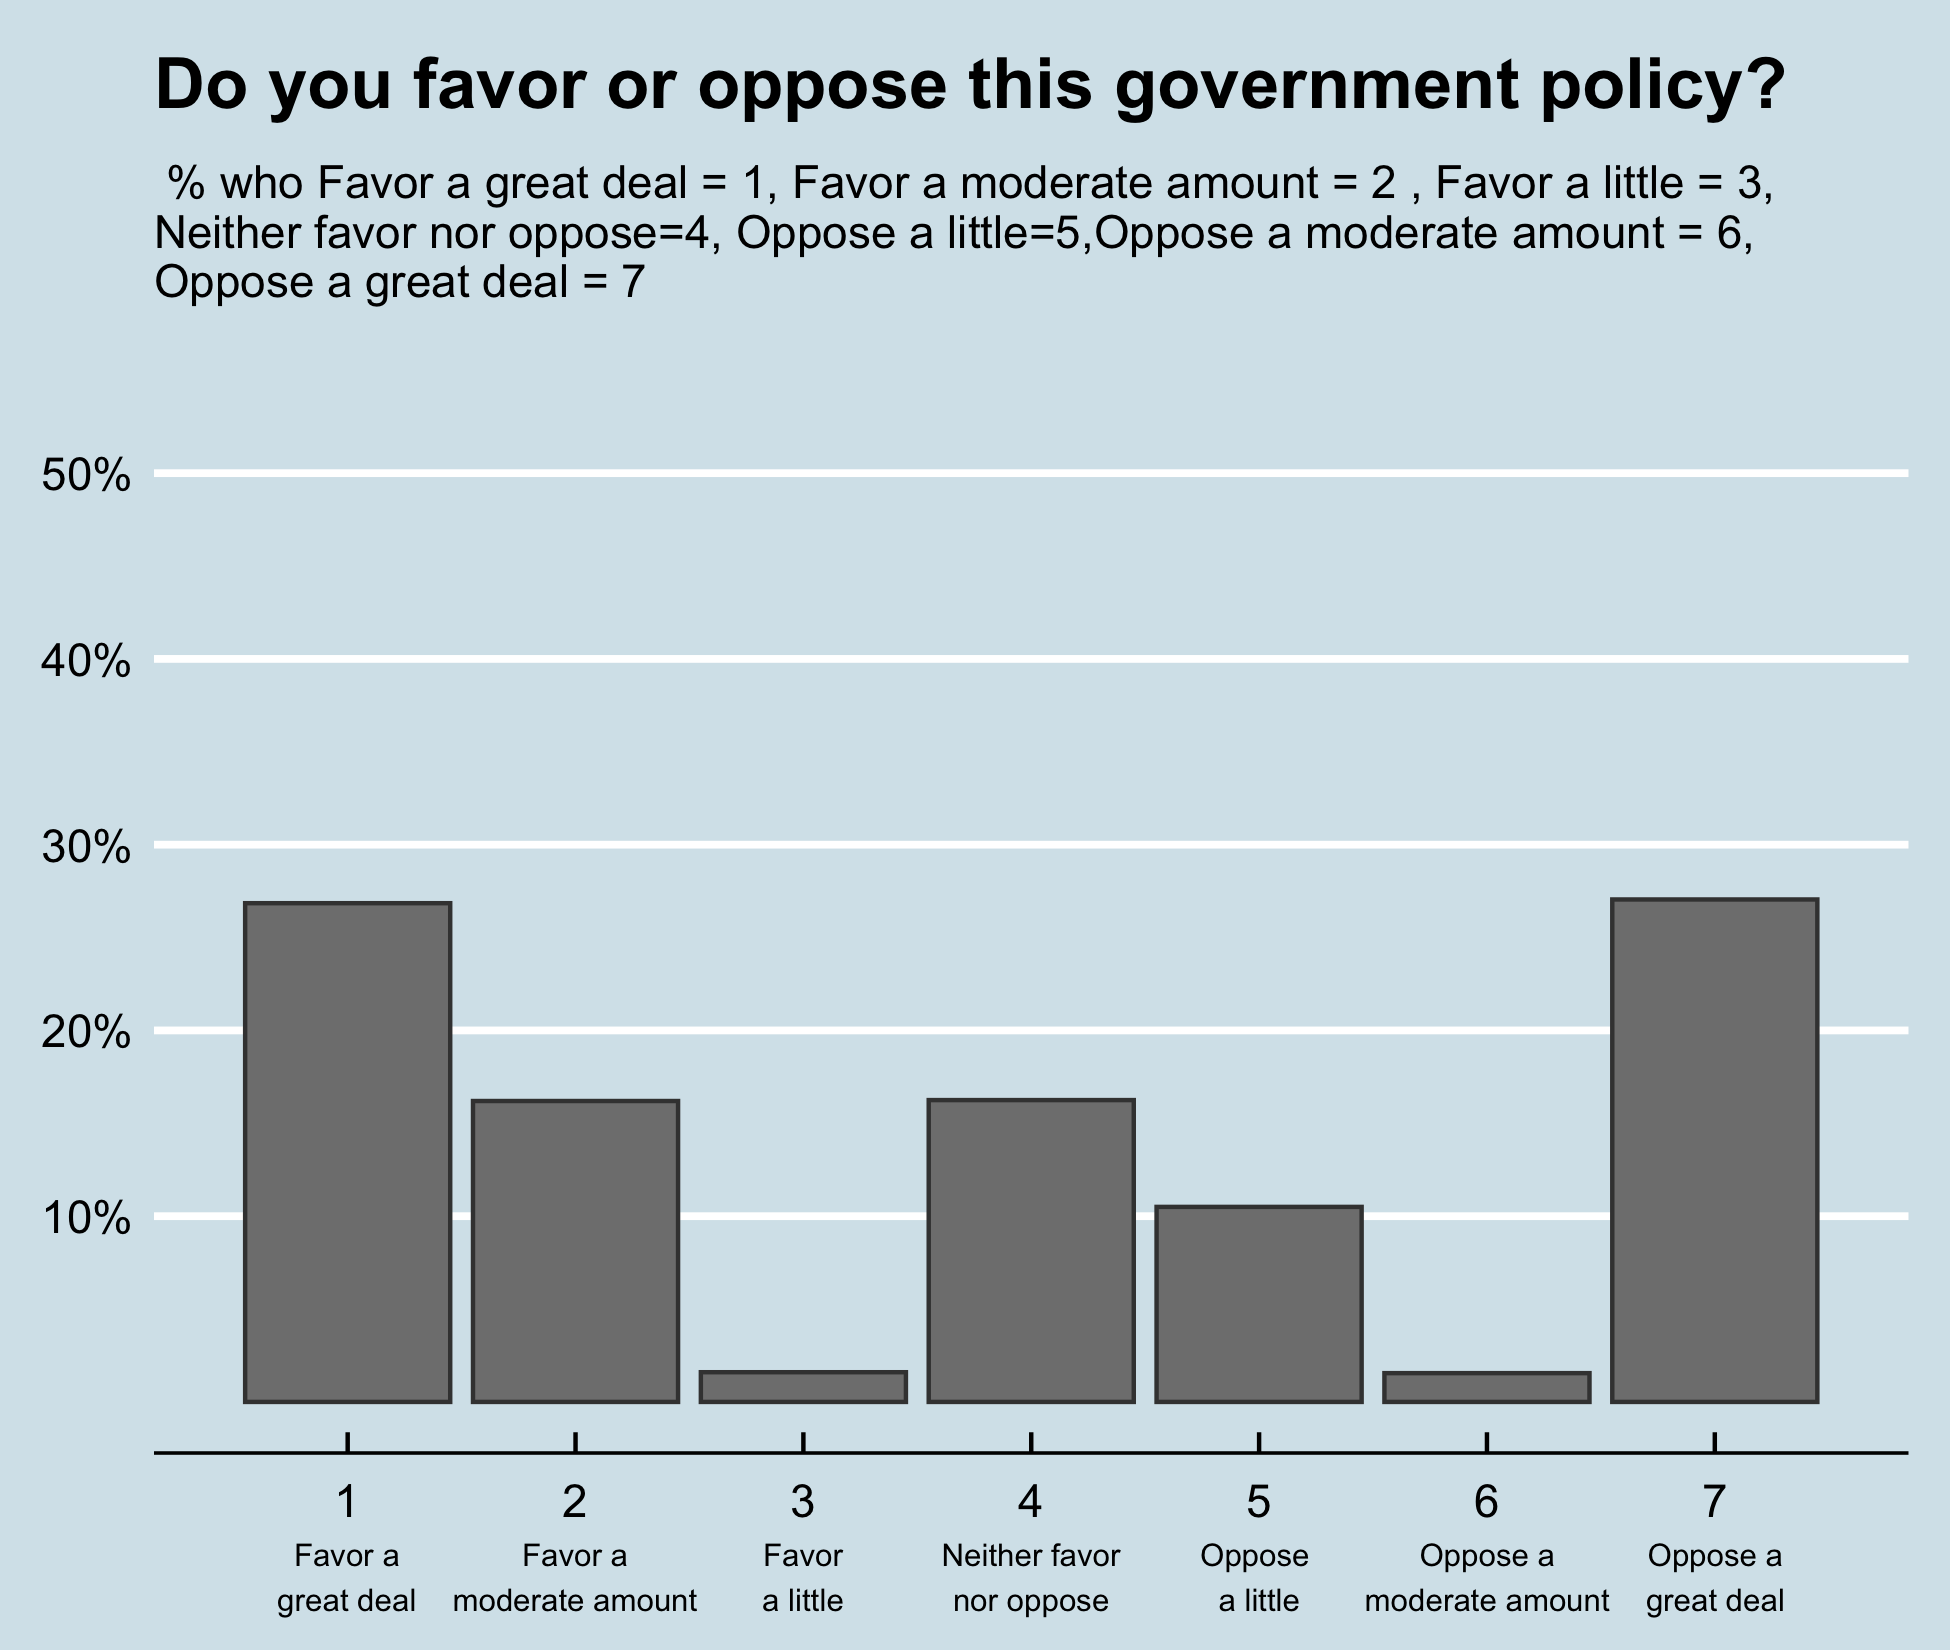 Do you favor or oppose this government policy?
% who Favor a great deal = 1, Favor a moderate amount = 2 , Favor a little = 3,
Neither favor nor oppose=4, Oppose a little=5,Oppose a moderate amount = 6,
Oppose a great deal = 7
50%
40%
30%
20%
10%
1 2 3 4 5 6 7
Favor a Favor a Favor Neither favor Oppose Oppose a Oppose a
great deal moderate amount a little nor oppose a little moderate amount great deal